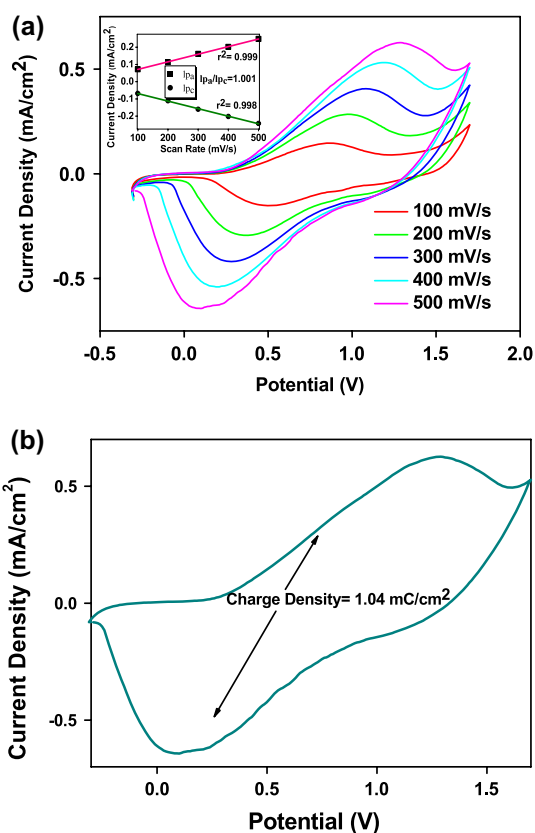 (a)
Current Density (mA/cm2)
0.2
0.1
0.0
-0.1
-0.2
r2= 0.999
Ipa
Ipc
Ipa/Ipc=1.001
r2= 0.998
100 200 300 400 500
Scan Rate (mV/s)
Current Density (mA/cm2)
0.5
0.0
-0.5
100 mV/s
200 mV/s
300 mV/s
400 mV/s
500 mV/s
-0.5 0.0 0.5 1.0 1.5 2.0
Potential (V)
(b)
Current Density (mA/cm2)
0.5
0.0
-0.5
Charge Density= 1.04 mC/cm2
0.0 0.5 1.0 1.5
Potential (V)